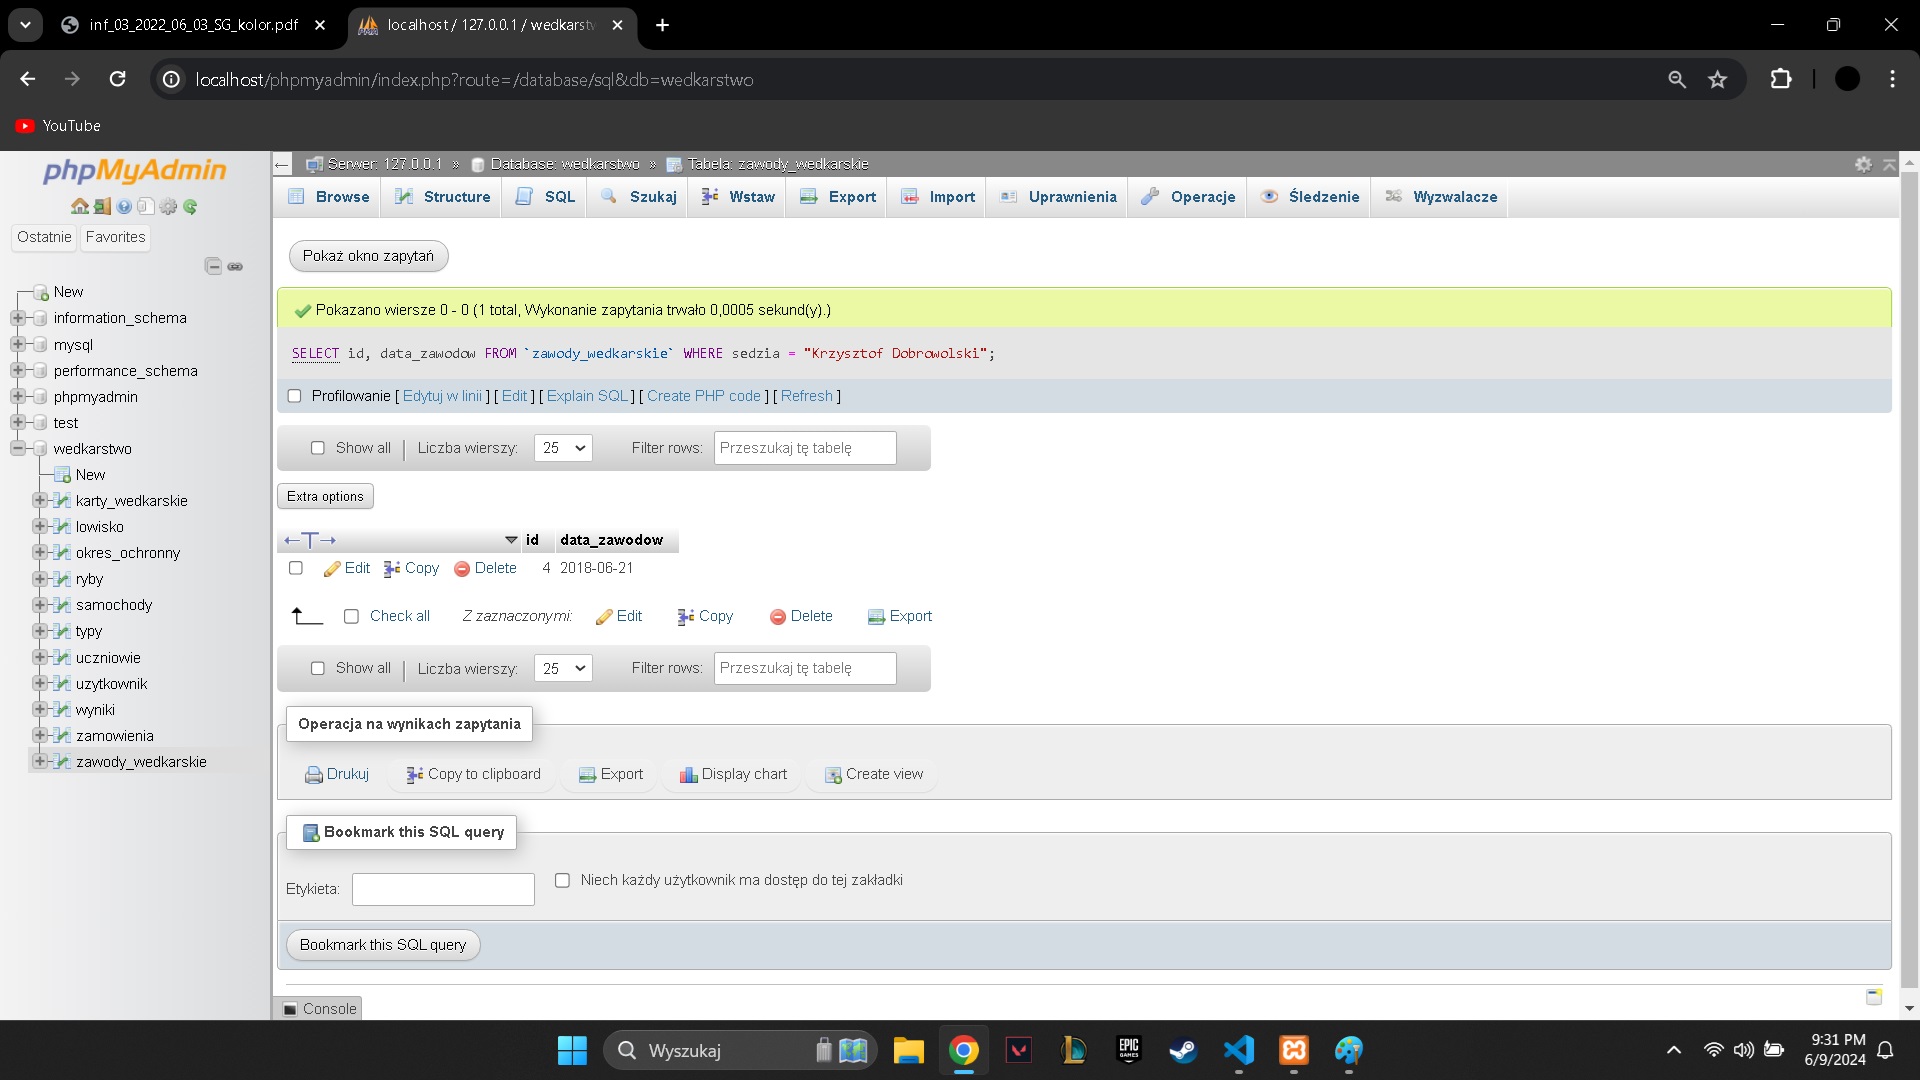 inf_03_2022_06_03_SG_kolor.pdf
localhost / 127.0.0.1 / wedkarstw
localhost/phpmyadmin/index.php?route=/database/sql&db=wedkarstwo
YouTube
phpMyAdmin
Ostatnie Favorites
New
information_schema
mysql
performance_schema
phpmyadmin
test
wedkarstwo
New
karty_wedkarskie
lowisko
okres_ochronny
ryby
samochody
typy
uczniowie
uzytkownik
wyniki
zamowienia
zawody_wedkarskie
Serwer: 127.0.0.1 » Database: wedkarstwo » Tabela: zawody_wedkarskie
Browse Structure SQL Szukaj Wstaw Export Import Uprawnienia Operacje Śledzenie Wyzwalacze
Pokaż okno zapytań
Pokazano wiersze 0 - 0 (1 total, Wykonanie zapytania trwało 0,0005 sekund(y).)
SELECT id, data_zawodow FROM `zawody_wedkarskie` WHERE sedzia = "Krzysztof Dobrowolski";
Profilowanie [ Edytuj w linii ] [ Edit ] [ Explain SQL ] [ Create PHP code ] [ Refresh ]
Show all Liczba wierszy: 25 Filter rows: Przeszukaj tę tabelę
Extra options
←T→ id data_zawodow
Edit Copy Delete 4 2018-06-21
Check all Z zaznaczonymi: Edit Copy Delete Export
Show all Liczba wierszy: 25 Filter rows: Przeszukaj tę tabelę
Operacja na wynikach zapytania
Drukuj Copy to clipboard Export Display chart Create view
Bookmark this SQL query
Etykieta: Niech każdy użytkownik ma dostęp do tej zakładki
Bookmark this SQL query
Console
Wyszukaj
EPIC GAMES
9:31 PM
6/9/2024